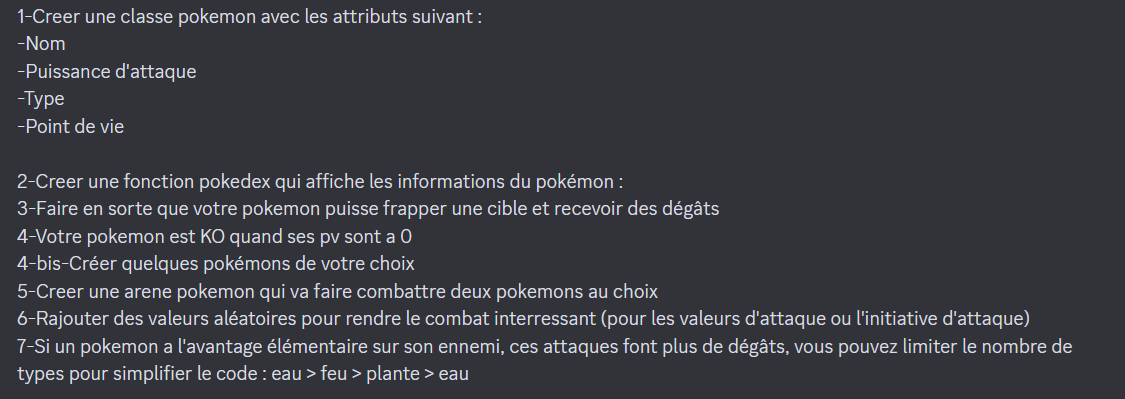 1-Creer une classe pokemon avec les attributs suivant :
-Nom
-Puissance d'attaque
-Type
-Point de vie
2-Creer une fonction pokedex qui affiche les informations du pokémon :
3-Faire en sorte que votre pokemon puisse frapper une cible et recevoir des dégâts
4-Votre pokemon est KO quand ses pv sont a 0
4-bis-Créer quelques pokémons de votre choix
5-Creer une arene pokemon qui va faire combattre deux pokemons au choix
6-Rajouter des valeurs aléatoires pour rendre le combat interressant (pour les valeurs d'attaque ou l'initiative d'attaque)
7-Si un pokemon a l'avantage élémentaire sur son ennemi, ces attaques font plus de dégâts, vous pouvez limiter le nombre de
types pour simplifier le code : eau > feu > plante > eau